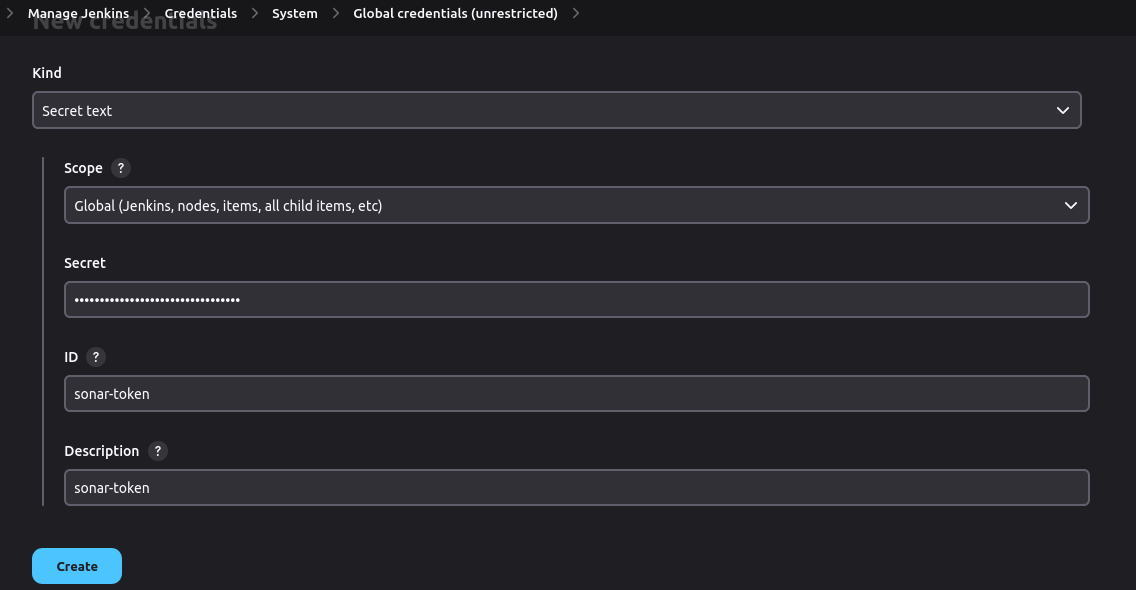 Manage Jenkins > Credentials > System > Global credentials (unrestricted) >
New credentials
Kind
Secret text
Scope ?
Global (Jenkins, nodes, items, all child items, etc)
Secret
•••••••••••••••••••••••••••••••••
ID ?
sonar-token
Description ?
sonar-token
Create